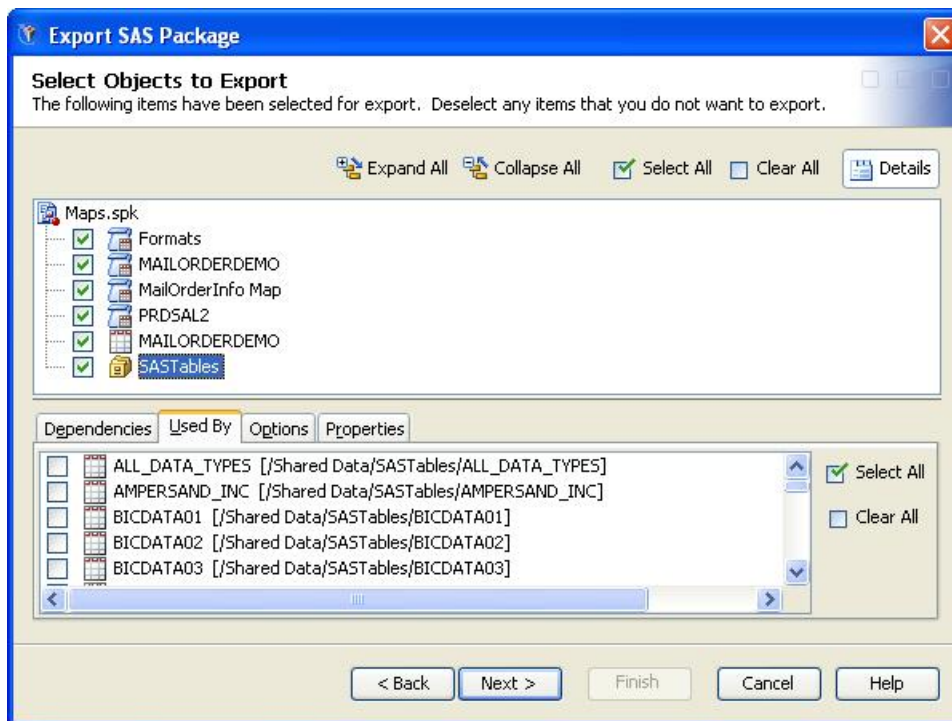 Export SAS Package
Select Objects to Export
The following items have been selected for export. Deselect any items that you do not want to export.
Expand All Collapse All Select All Clear All Details
Maps.spk
Formats
MAILORDERDEMO
MailOrderInfo Map
PRDSAL2
MAILORDERDEMO
SASTables
Dependencies Used By Options Properties
ALL_DATA_TYPES [/Shared Data/SASTables/ALL_DATA_TYPES]
AMPERSAND_INC [/Shared Data/SASTables/AMPERSAND_INC]
BICDATA01 [/Shared Data/SASTables/BICDATA01]
BICDATA02 [/Shared Data/SASTables/BICDATA02]
BICDATA03 [/Shared Data/SASTables/BICDATA03]
Select All
Clear All
< Back Next > Finish Cancel Help